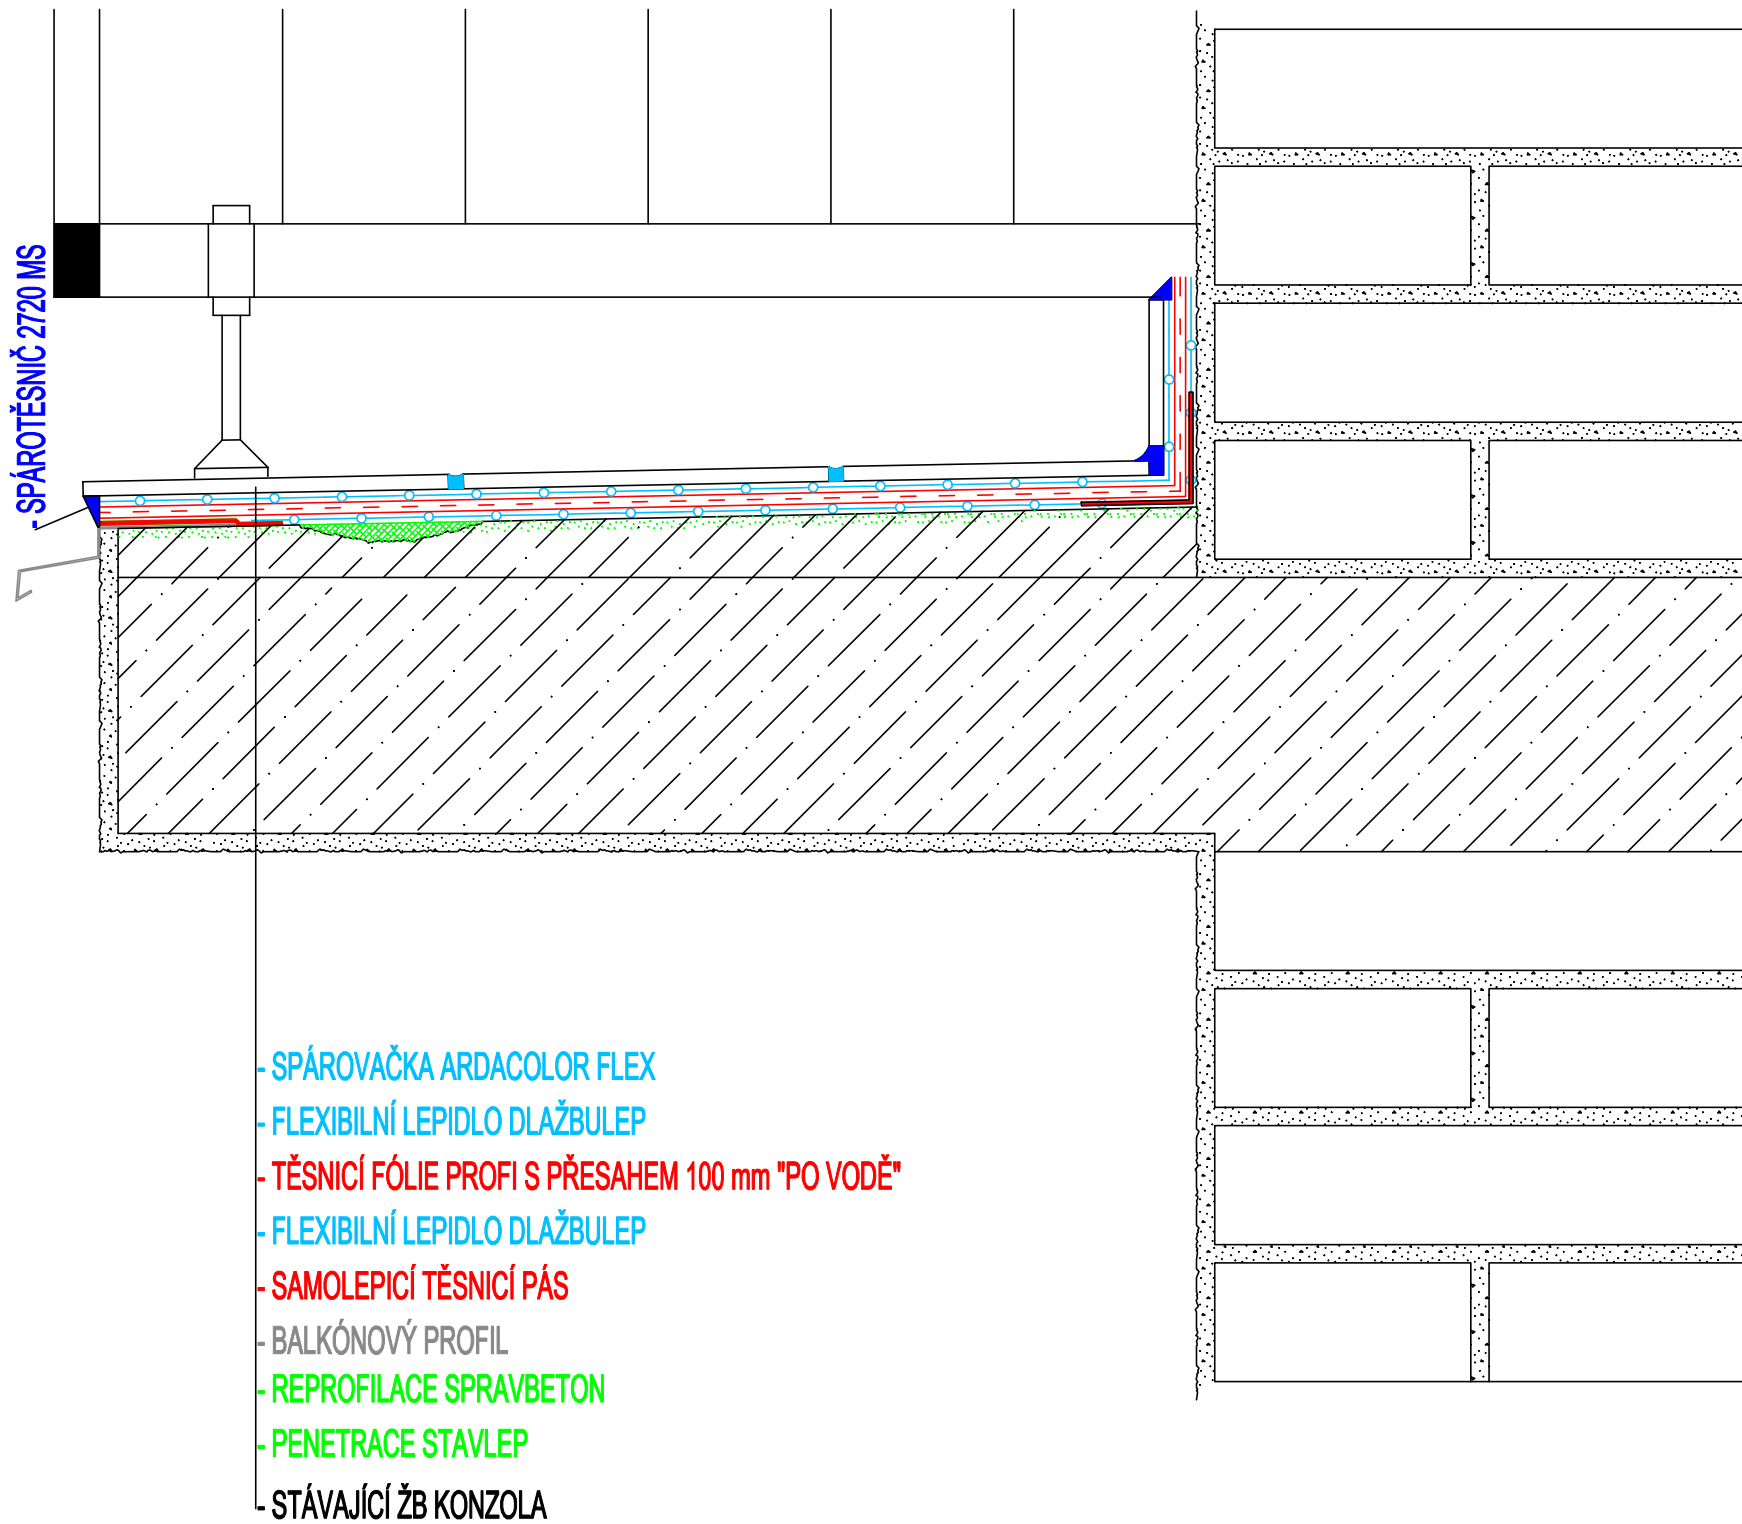 - SPÁROTĚSNIČ 2720 MS
- SPÁROVAČKA ARDACOLOR FLEX
- FLEXIBILNÍ LEPIDLO DLAŽBULEP
- TĚSNICÍ FÓLIE PROFI S PŘESAHEM 100 mm "PO VODĚ"
- FLEXIBILNÍ LEPIDLO DLAŽBULEP
- SAMOLEPICÍ TĚSNICÍ PÁS
- BALKÓNOVÝ PROFIL
- REPROFILACE SPRAVBETON
- PENETRACE STAVLEP
- STÁVAJÍCÍ ŽB KONZOLA